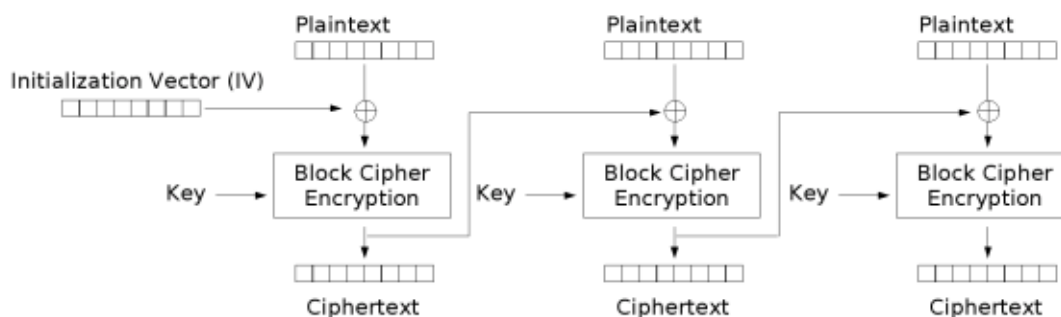 Plaintext
Plaintext
Plaintext
Initialization Vector (IV)
Key
Block Cipher
Encryption
Key
Block Cipher
Encryption
Key
Block Cipher
Encryption
Ciphertext
Ciphertext
Ciphertext